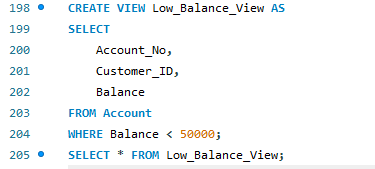 198 CREATE VIEW Low_Balance_View AS
199 SELECT
200 Account_No,
201 Customer_ID,
202 Balance
203 FROM Account
204 WHERE Balance < 50000;
205 SELECT * FROM Low_Balance_View;